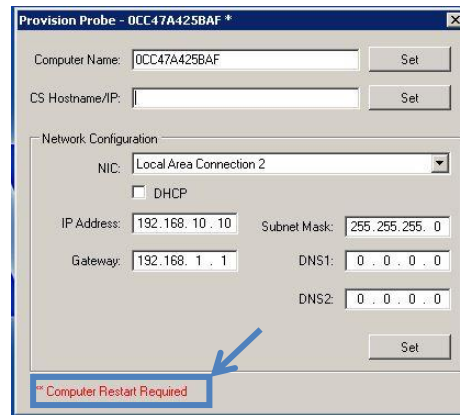 Provision Probe - 0CC47A425BAF *
Computer Name: 0CC47A425BAF Set
CS Hostname/IP: Set
Network Configuration
NIC: Local Area Connection 2
DHCP
IP Address: 192.168. 10 . 10 Subnet Mask: 255.255.255. 0
Gateway: 192.168. 1 . 1 DNS1: 0 . 0 . 0 . 0
DNS2: 0 . 0 . 0 . 0
Set
** Computer Restart Required